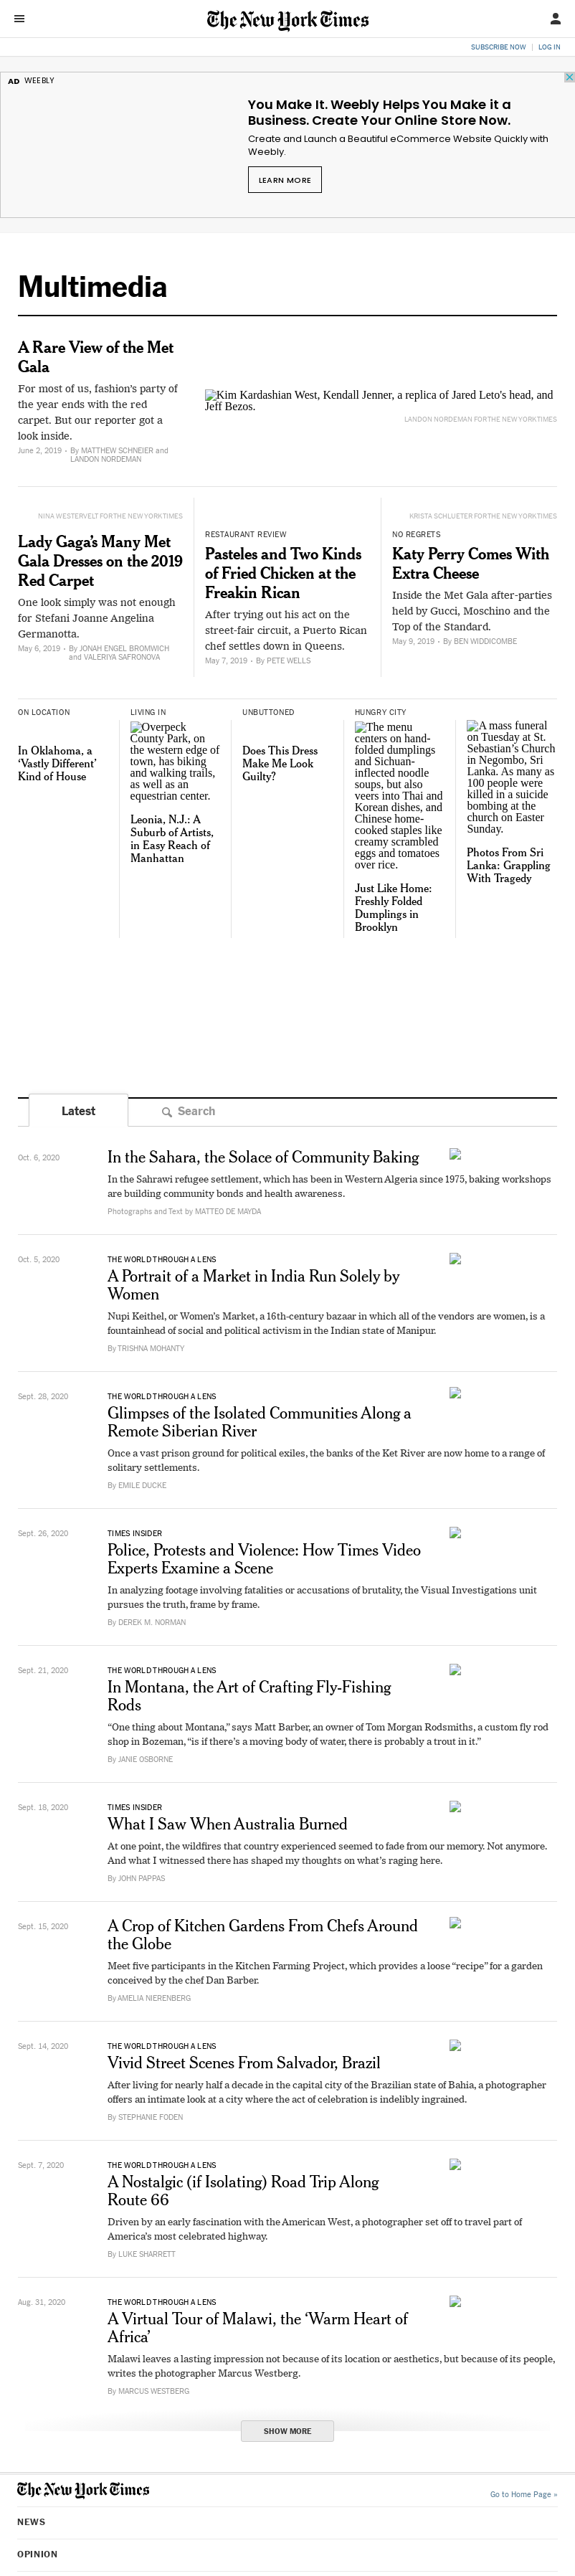 The New York Times
SUBSCRIBE NOW | LOG IN
AD WEEBLY
You Make It. Weebly Helps You Make it a
Business. Create Your Online Store Now.
Create and Launch a Beautiful eCommerce Website Quickly with
Weebly.
LEARN MORE
Multimedia
A Rare View of the Met
Gala
For most of us, fashion's party of
the year ends with the red
carpet. But our reporter got a
look inside.
June 2, 2019 • By MATTHEW SCHNEIER and
LANDON NORDEMAN
Kim Kardashian West, Kendall Jenner, a replica of Jared Leto's head, and
Jeff Bezos.
LANDON NORDEMAN FOR THE NEW YORK TIMES
NINA WESTERVELT FOR THE NEW YORK TIMES
Lady Gaga's Many Met
Gala Dresses on the 2019
Red Carpet
One look simply was not enough
for Stefani Joanne Angelina
Germanotta.
May 6, 2019 • By JONAH ENGEL BROMWICH
and VALERIYA SAFRONOVA
RESTAURANT REVIEW
Pasteles and Two Kinds
of Fried Chicken at the
Freakin Rican
After trying out his act on the
street-fair circuit, a Puerto Rican
chef settles down in Queens.
May 7, 2019 • By PETE WELLS
KRISTA SCHLUETER FOR THE NEW YORK TIMES
NO REGRETS
Katy Perry Comes With
Extra Cheese
Inside the Met Gala after-parties
held by Gucci, Moschino and the
Top of the Standard.
May 9, 2019 • By BEN WIDDICOMBE
ON LOCATION
In Oklahoma, a
‘Vastly Different’
Kind of House
LIVING IN
Overpeck
County Park, on
the western edge of
town, has biking
and walking trails,
as well as an
equestrian center.
Leonia, N.J.: A
Suburb of Artists,
in Easy Reach of
Manhattan
UNBUTTONED
Does This Dress
Make Me Look
Guilty?
HUNGRY CITY
The menu
centers on hand-
folded dumplings
and Sichuan-
inflected noodle
soups, but also
veers into Thai and
Korean dishes, and
Chinese home-
cooked staples like
creamy scrambled
eggs and tomatoes
over rice.
Just Like Home:
Freshly Folded
Dumplings in
Brooklyn
A mass funeral
on Tuesday at St.
Sebastian's Church
in Negombo, Sri
Lanka. As many as
100 people were
killed in a suicide
bombing at the
church on Easter
Sunday.
Photos From Sri
Lanka: Grappling
With Tragedy
Latest
Search
Oct. 6, 2020
In the Sahara, the Solace of Community Baking
In the Sahrawi refugee settlement, which has been in Western Algeria since 1975, baking workshops
are building community bonds and health awareness.
Photographs and Text by MATTEO DE MAYDA
Oct. 5, 2020
THE WORLD THROUGH A LENS
A Portrait of a Market in India Run Solely by
Women
Nupi Keithel, or Women's Market, a 16th-century bazaar in which all of the vendors are women, is a
fountainhead of social and political activism in the Indian state of Manipur.
By TRISHNA MOHANTY
Sept. 28, 2020
THE WORLD THROUGH A LENS
Glimpses of the Isolated Communities Along a
Remote Siberian River
Once a vast prison ground for political exiles, the banks of the Ket River are now home to a range of
solitary settlements.
By EMILE DUCKE
Sept. 26, 2020
TIMES INSIDER
Police, Protests and Violence: How Times Video
Experts Examine a Scene
In analyzing footage involving fatalities or accusations of brutality, the Visual Investigations unit
pursues the truth, frame by frame.
By DEREK M. NORMAN
Sept. 21, 2020
THE WORLD THROUGH A LENS
In Montana, the Art of Crafting Fly-Fishing
Rods
“One thing about Montana,” says Matt Barber, an owner of Tom Morgan Rodsmiths, a custom fly rod
shop in Bozeman, “is if there's a moving body of water, there is probably a trout in it.”
By JANIE OSBORNE
Sept. 18, 2020
TIMES INSIDER
What I Saw When Australia Burned
At one point, the wildfires that country experienced seemed to fade from our memory. Not anymore.
And what I witnessed there has shaped my thoughts on what's raging here.
By JOHN PAPPAS
Sept. 15, 2020
A Crop of Kitchen Gardens From Chefs Around
the Globe
Meet five participants in the Kitchen Farming Project, which provides a loose “recipe” for a garden
conceived by the chef Dan Barber.
By AMELIA NIERENBERG
Sept. 14, 2020
THE WORLD THROUGH A LENS
Vivid Street Scenes From Salvador, Brazil
After living for nearly half a decade in the capital city of the Brazilian state of Bahia, a photographer
offers an intimate look at a city where the act of celebration is indelibly ingrained.
By STEPHANIE FODEN
Sept. 7, 2020
THE WORLD THROUGH A LENS
A Nostalgic (if Isolating) Road Trip Along
Route 66
Driven by an early fascination with the American West, a photographer set off to travel part of
America's most celebrated highway.
By LUKE SHARRETT
Aug. 31, 2020
THE WORLD THROUGH A LENS
A Virtual Tour of Malawi, the ‘Warm Heart of
Africa’
Malawi leaves a lasting impression not because of its location or aesthetics, but because of its people,
writes the photographer Marcus Westberg.
By MARCUS WESTBERG
SHOW MORE
The New York Times
Go to Home Page »
NEWS
OPINION